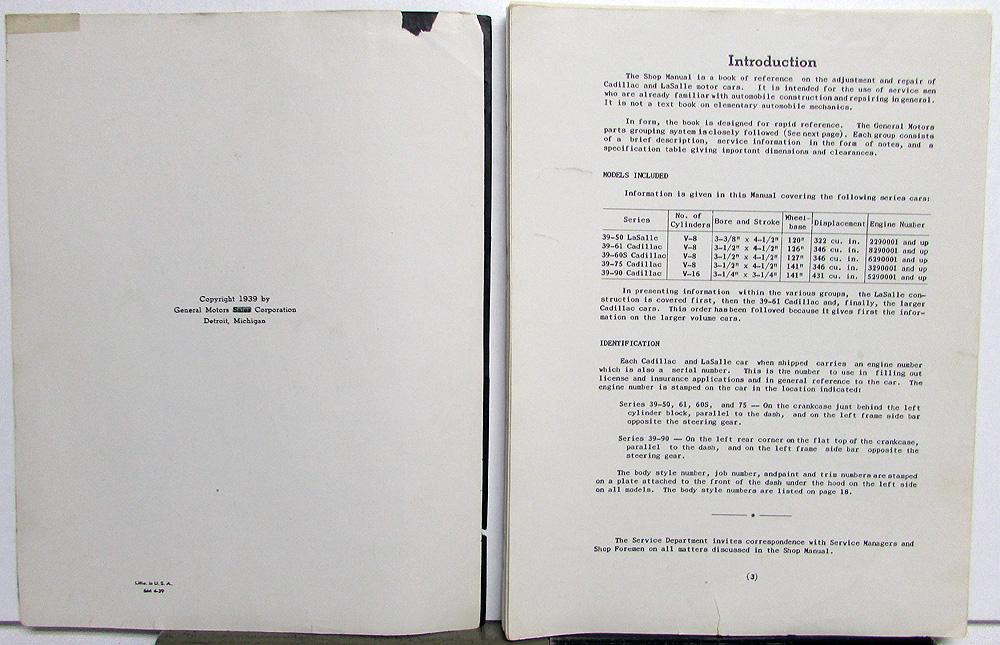 Copyright 1939 by
General Motors Sales Corporation
Detroit, Michigan
Litho. in U. S. A.
5M 4-39
Introduction
The Shop Manual is a book of reference on the adjustment and repair of
Cadillac and LaSalle motor cars. It is intended for the use of service men
who are already familiar with automobile construction and repairing in general.
It is not a text book on elementary automobile mechanics.
In form, the book is designed for rapid reference. The General Motors
parts grouping system is closely followed (See next page). Each group consists
of a brief description, service information in the form of notes, and a
specification table giving important dimensions and clearances.
MODELS INCLUDED
Information is given in this Manual covering the following series cars:
Series No. of Cylinders Bore and Stroke Wheel-base Displacement Engine Number
39-50 LaSalle V-8 3-3/8" x 4-1/2" 120" 322 cu. in. 2290001 and up
39-61 Cadillac V-8 3-1/2" x 4-1/2" 126" 346 cu. in. 8290001 and up
39-60S Cadillac V-8 3-1/2" x 4-1/2" 127" 346 cu. in. 6290001 and up
39-75 Cadillac V-8 3-1/2" x 4-1/2" 141" 346 cu. in. 3290001 and up
39-90 Cadillac V-16 3-1/4" x 3-1/4" 141" 431 cu. in. 5290001 and up
In presenting information within the various groups, the LaSalle con-
struction is covered first, then the 39-61 Cadillac and, finally, the larger
Cadillac cars. This order has been followed because it gives first the infor-
mation on the larger volume cars.
IDENTIFICATION
Each Cadillac and LaSalle car when shipped carries an engine number
which is also a serial number. This is the number to use in filling out
license and insurance applications and in general reference to the car. The
engine number is stamped on the car in the location indicated:
Series 39-50, 61, 60S, and 75 — On the crankcase just behind the left
cylinder block, parallel to the dash, and on the left frame side bar
opposite the steering gear.
Series 39-90 — On the left rear corner on the flat top of the crankcase,
parallel to the dash, and on the left frame side bar opposite the
steering gear.
The body style number, job number, and paint and trim numbers are stamped
on a plate attached to the front of the dash under the hood on the left side
on all models. The body style numbers are listed on page 18.
The Service Department invites correspondence with Service Managers and
Shop Foremen on all matters discussed in the Shop Manual.
(3)